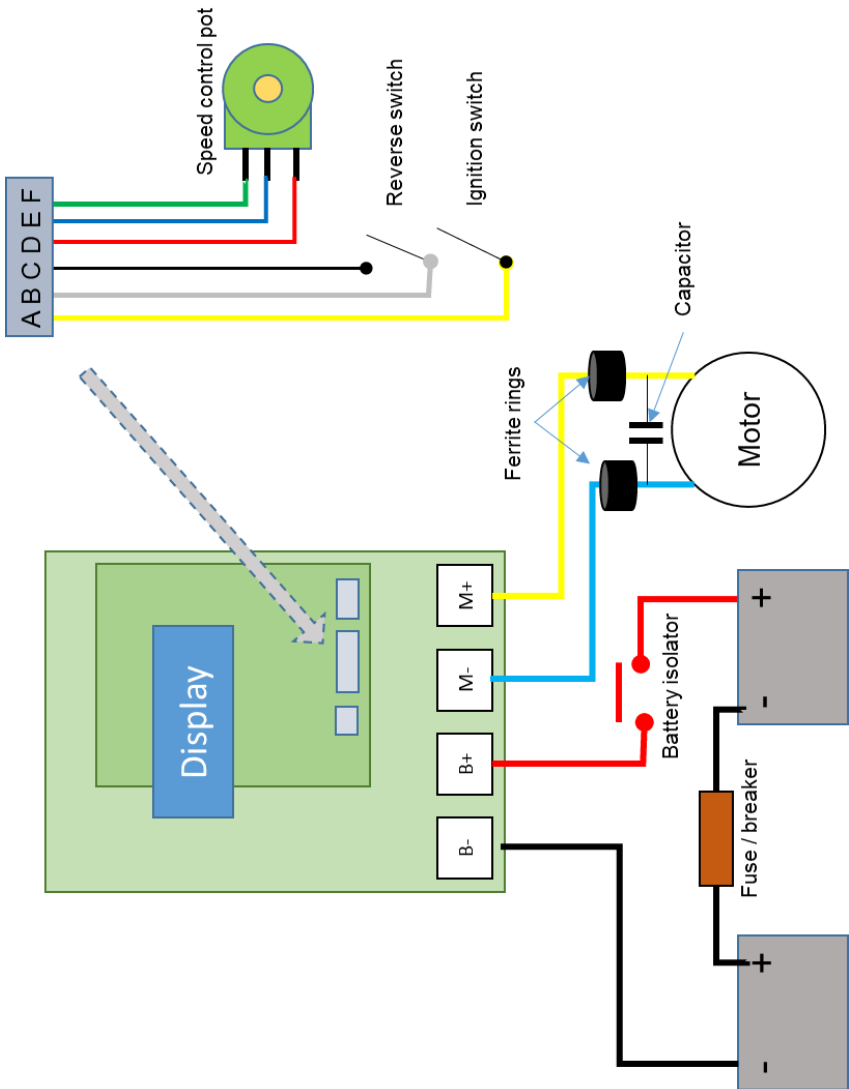 A B C D E F
Speed control pot
Reverse switch
Ignition switch
Display
B-
B+
M-
M+
Ferrite rings
Capacitor
Motor
Battery isolator
Fuse / breaker
-
+
-
+